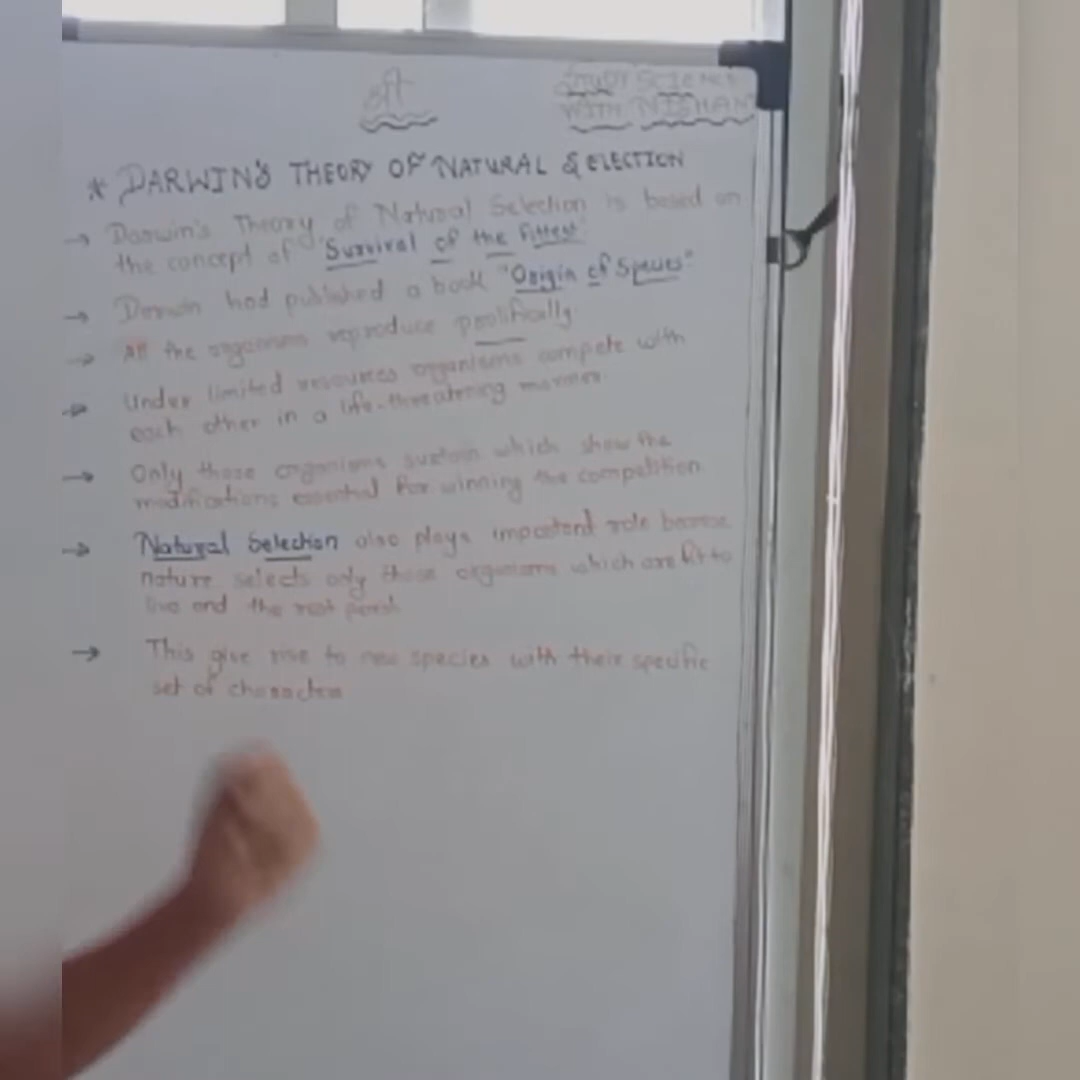 श्री
STUDY SCIENCE
WITH NISHAN
* DARWIN'S THEORY OF NATURAL SELECTION
→ Darwin's Theory of Natural Selection is based on
the concept of "Survival of the Fittest"
→ Darwin had published a book "Origin of Species"
→ All the organisms reproduce prolifically.
→ Under limited resources organisms compete with
each other in a life-threatening manner.
→ Only those organisms sustain which show the
modifications essential for winning the competition.
→ Natural Selection also plays important role because
nature selects only those organisms which are fit to
live and the rest perish
→ This give rise to new species with their specific
set of characters